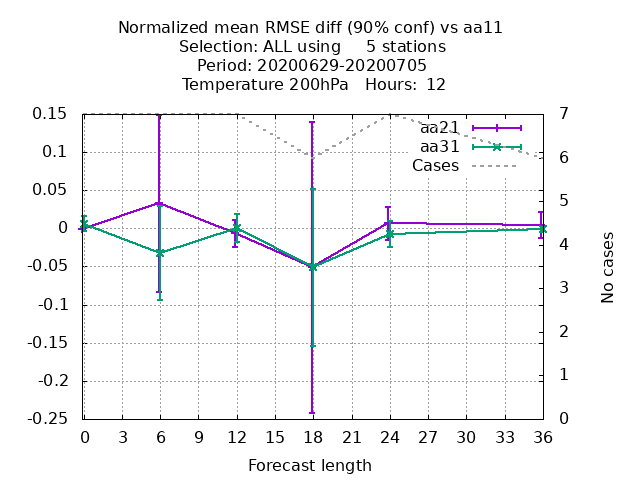 Normalized mean RMSE diff (90% conf) vs aa11
Selection: ALL using     5 stations
Period: 20200629-20200705
Temperature 200hPa   Hours:  12
0.15
0.1
0.05
0
-0.05
-0.1
-0.15
-0.2
-0.25
aa21
aa31
Cases
7
6
5
4
3
2
1
0
No cases
0 3 6 9 12 15 18 21 24 27 30 33 36
Forecast length